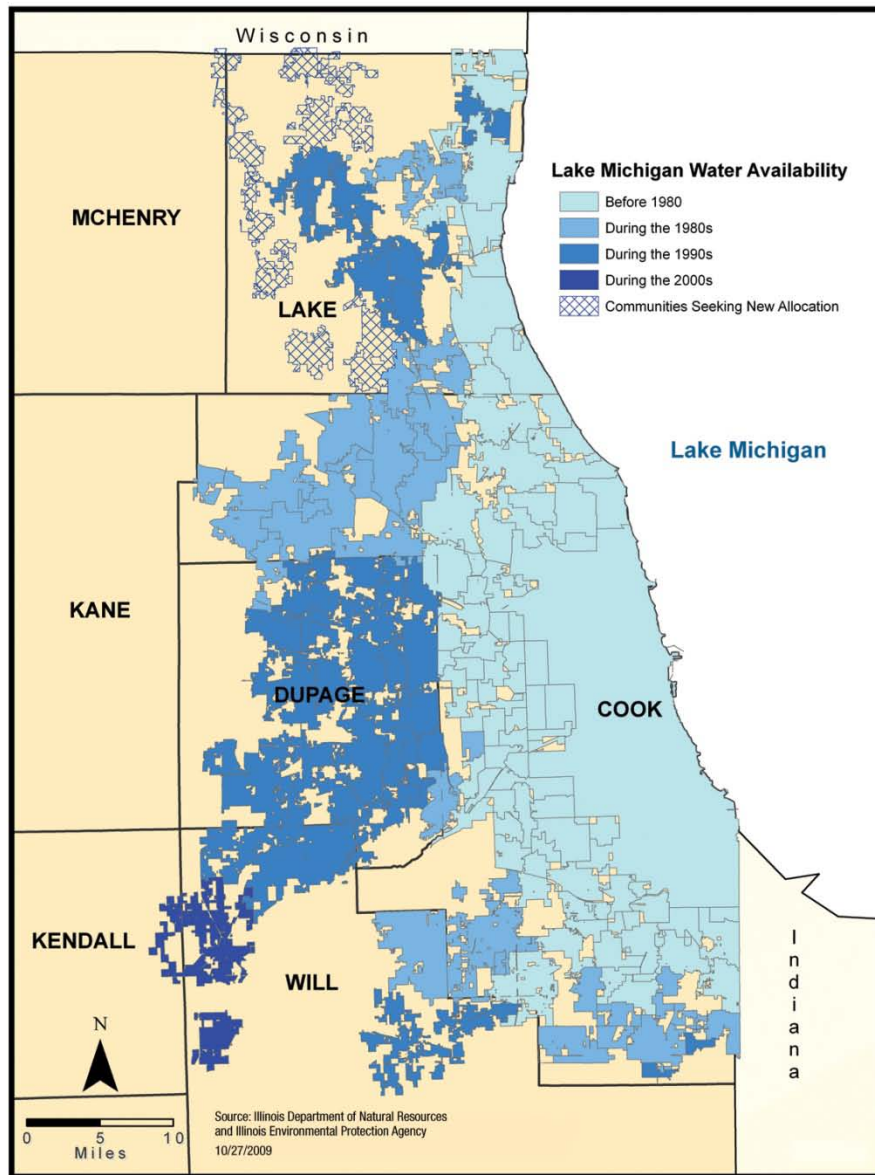 Wisconsin
MCHENRY
LAKE
Lake Michigan Water Availability
Before 1980
During the 1980s
During the 1990s
During the 2000s
Communities Seeking New Allocation
Lake Michigan
KANE
DUPAGE
COOK
KENDALL
WILL
Indiana
N
0 5 10
Miles
Source: Illinois Department of Natural Resources
and Illinois Environmental Protection Agency
10/27/2009